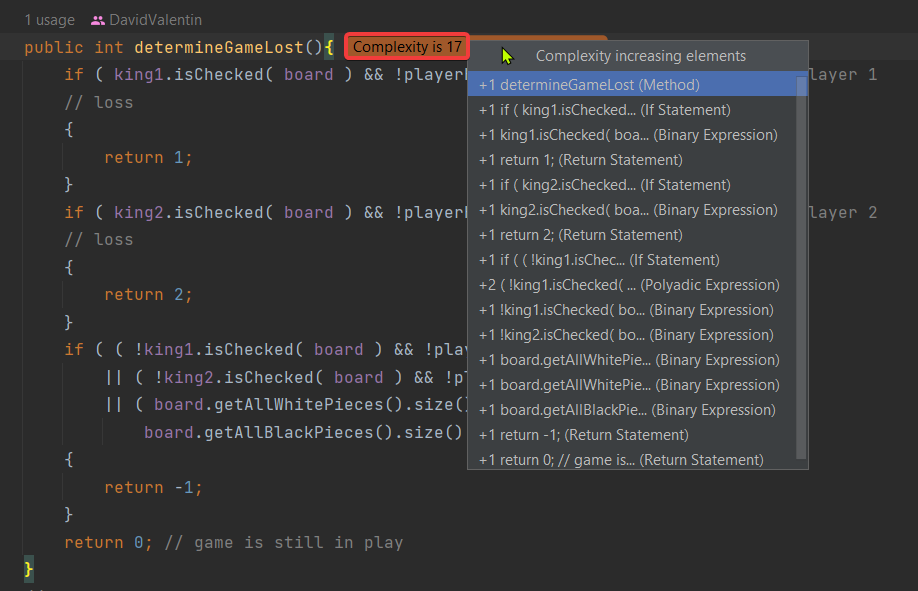 1 usage DavidValentin
public int determineGameLost(){ Complexity is 17
Complexity increasing elements
if ( king1.isChecked( board ) && ! layer 1
+1 determineGameLost (Method)
// loss
+1 if ( king1.isChecked... (If Statement)
{
+1 king1.isChecked( boa... (Binary Expression)
return 1;
+1 return 1; (Return Statement)
}
+1 if ( king2.isChecked... (If Statement)
if ( king2.isChecked( board ) && ! layer 2
+1 king2.isChecked( boa... (Binary Expression)
// loss
+1 return 2; (Return Statement)
{
+1 if ( ( !king1.isChec... (If Statement)
return 2;
+2 ( !king1.isChecked( ... (Polyadic Expression)
}
+1 !king1.isChecked( bo... (Binary Expression)
if ( ( !king1.isChecked( board ) && !pla
+1 !king2.isChecked( bo... (Binary Expression)
|| ( !king2.isChecked( board ) && !p
+1 board.getAllWhitePie... (Binary Expression)
+1 board.getAllWhitePie... (Binary Expression)
|| ( board.getAllWhitePieces().size()
+1 board.getAllBlackPie... (Binary Expression)
board.getAllBlackPieces().size()
+1 return -1; (Return Statement)
{
+1 return 0; // game is... (Return Statement)
return -1;
}
return 0; // game is still in play
}